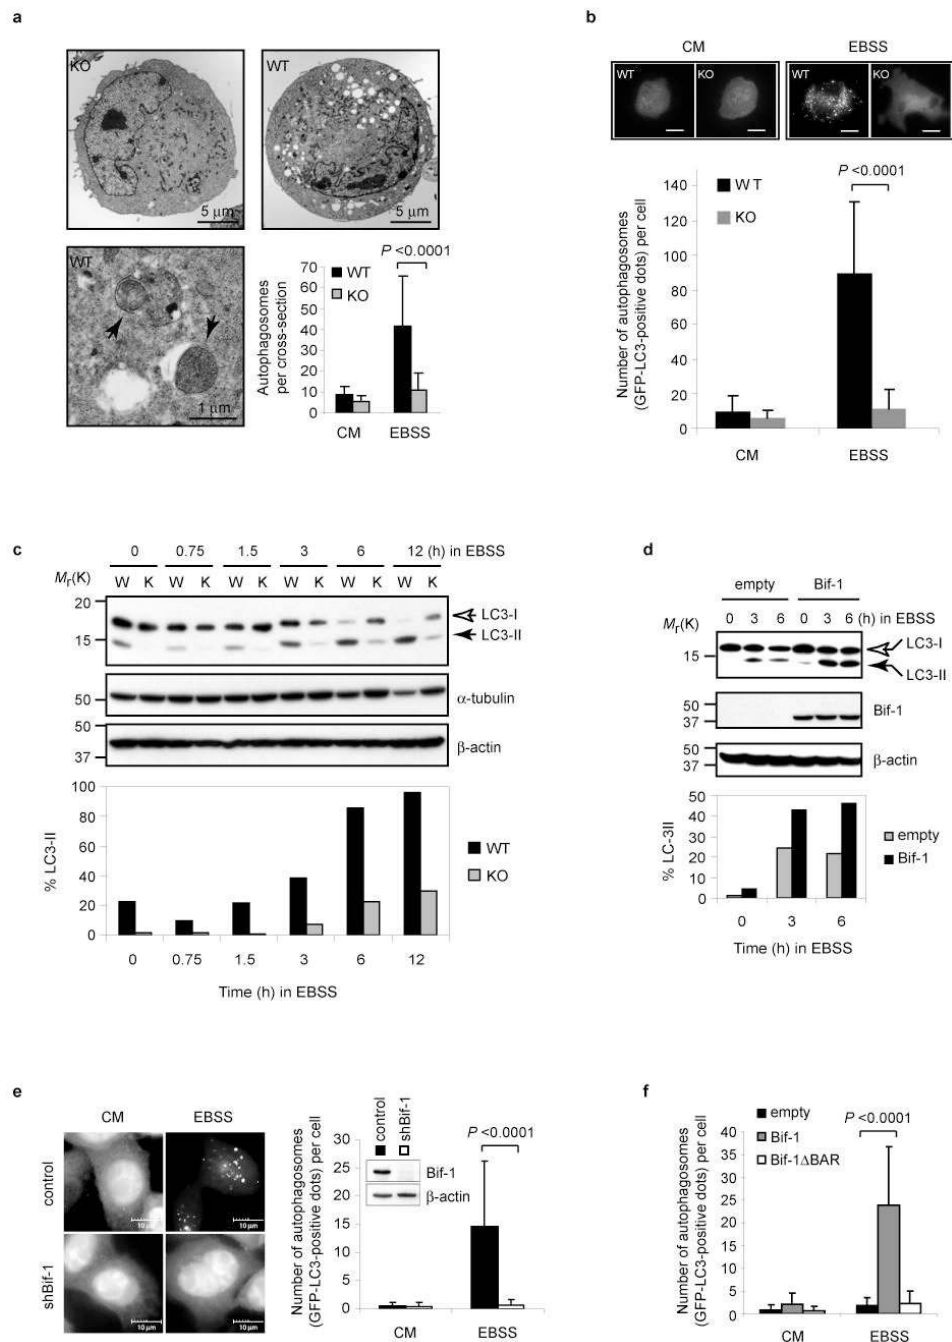 a
KO
5 μm
WT
5 μm
WT
1 μm
Autophagosomes
per cross-section
P <0.0001
70
60
50
40
30
20
10
0
WT
KO
CM
EBSS
b
CM
EBSS
WT
KO
WT
KO
P <0.0001
Number of autophagosomes
(GFP-LC3-positive dots) per cell
140
120
100
80
60
40
20
0
WT
KO
CM
EBSS
c
0 0.75 1.5 3 6 12 (h) in EBSS
Mr(K) W K W K W K W K W K W K
20
15
LC3-I
LC3-II
50
α-tubulin
50
37
β-actin
% LC3-II
100
80
60
40
20
0
WT
KO
0 0.75 1.5 3 6 12
Time (h) in EBSS
d
empty Bif-1
Mr(K) 0 3 6 0 3 6 (h) in EBSS
15
LC3-I
LC3-II
50
37
Bif-1
50
37
β-actin
% LC-3II
50
40
30
20
10
0
empty
Bif-1
0 3 6
Time (h) in EBSS
e
CM EBSS
control
10 μm
10 μm
shBif-1
10 μm
10 μm
Number of autophagosomes
(GFP-LC3-positive dots) per cell
30
25
20
15
10
5
0
control
shBif-1
Bif-1
β-actin
P <0.0001
CM
EBSS
f
Number of autophagosomes
(GFP-LC3-positive dots) per cell
40
35
30
25
20
15
10
5
0
empty
Bif-1
Bif-1ΔBAR
P <0.0001
CM
EBSS